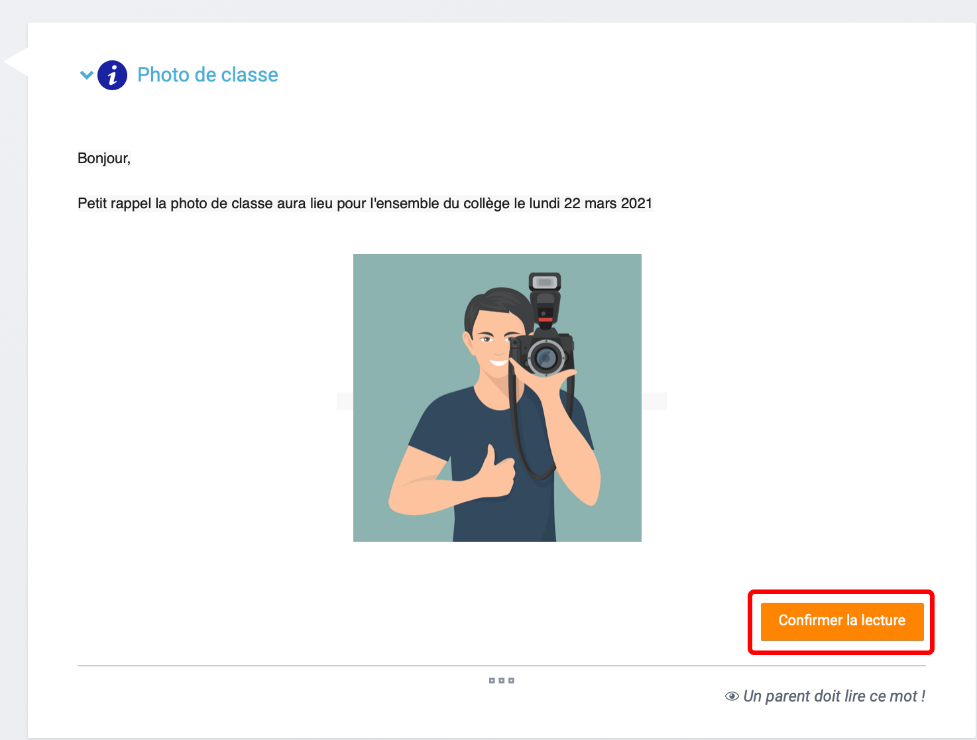 Photo de classe
Bonjour,
Petit rappel la photo de classe aura lieu pour l'ensemble du collège le lundi 22 mars 2021
Confirmer la lecture
Un parent doit lire ce mot !